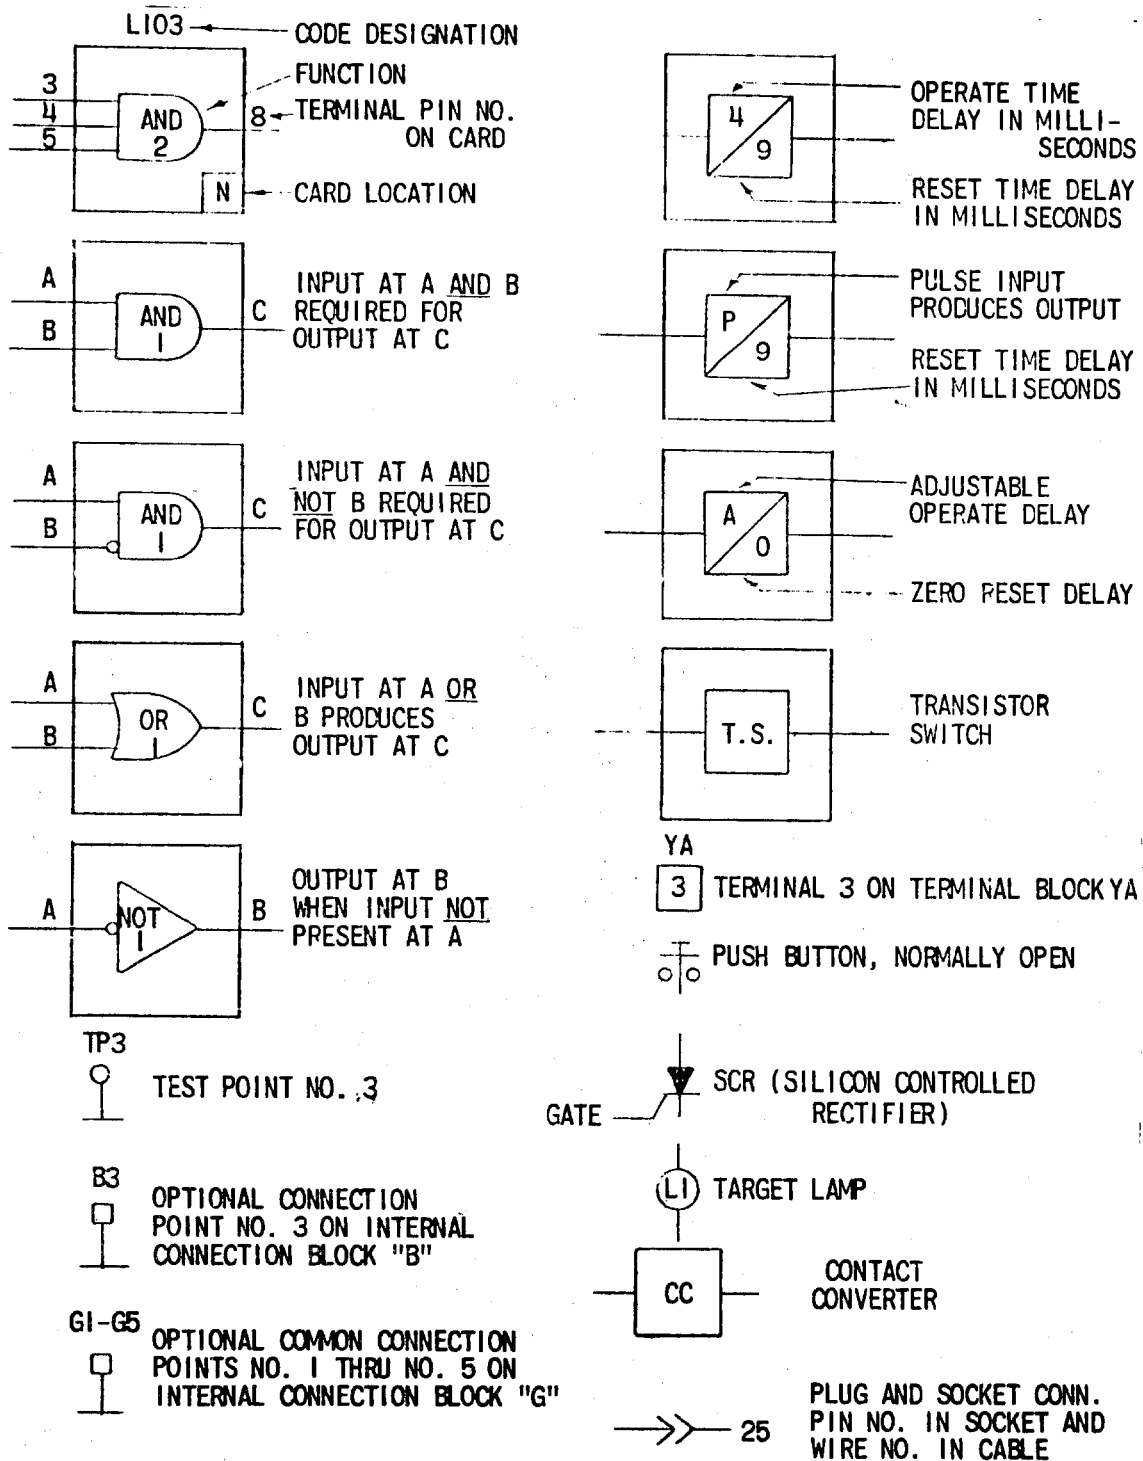 L103
CODE DESIGNATION
FUNCTION
3
4
5
AND
2
8
TERMINAL PIN NO.
ON CARD
N
CARD LOCATION
A
B
AND
1
C
INPUT AT A AND B
REQUIRED FOR
OUTPUT AT C
A
B
AND
1
C
INPUT AT A AND
NOT B REQUIRED
FOR OUTPUT AT C
A
B
OR
1
C
INPUT AT A OR
B PRODUCES
OUTPUT AT C
A
NOT
1
B
OUTPUT AT B
WHEN INPUT NOT
PRESENT AT A
TP3
TEST POINT NO. 3
B3
OPTIONAL CONNECTION
POINT NO. 3 ON INTERNAL
CONNECTION BLOCK "B"
G1-G5
OPTIONAL COMMON CONNECTION
POINTS NO. 1 THRU NO. 5 ON
INTERNAL CONNECTION BLOCK "G"
4
9
OPERATE TIME
DELAY IN MILLI-
SECONDS
RESET TIME DELAY
IN MILLISECONDS
P
9
PULSE INPUT
PRODUCES OUTPUT
RESET TIME DELAY
IN MILLISECONDS
A
0
ADJUSTABLE
OPERATE DELAY
ZERO RESET DELAY
T.S.
TRANSISTOR
SWITCH
YA
3
TERMINAL 3 ON TERMINAL BLOCK YA
PUSH BUTTON, NORMALLY OPEN
GATE
SCR (SILICON CONTROLLED
RECTIFIER)
L1
TARGET LAMP
CC
CONTACT
CONVERTER
25
PLUG AND SOCKET CONN.
PIN NO. IN SOCKET AND
WIRE NO. IN CABLE